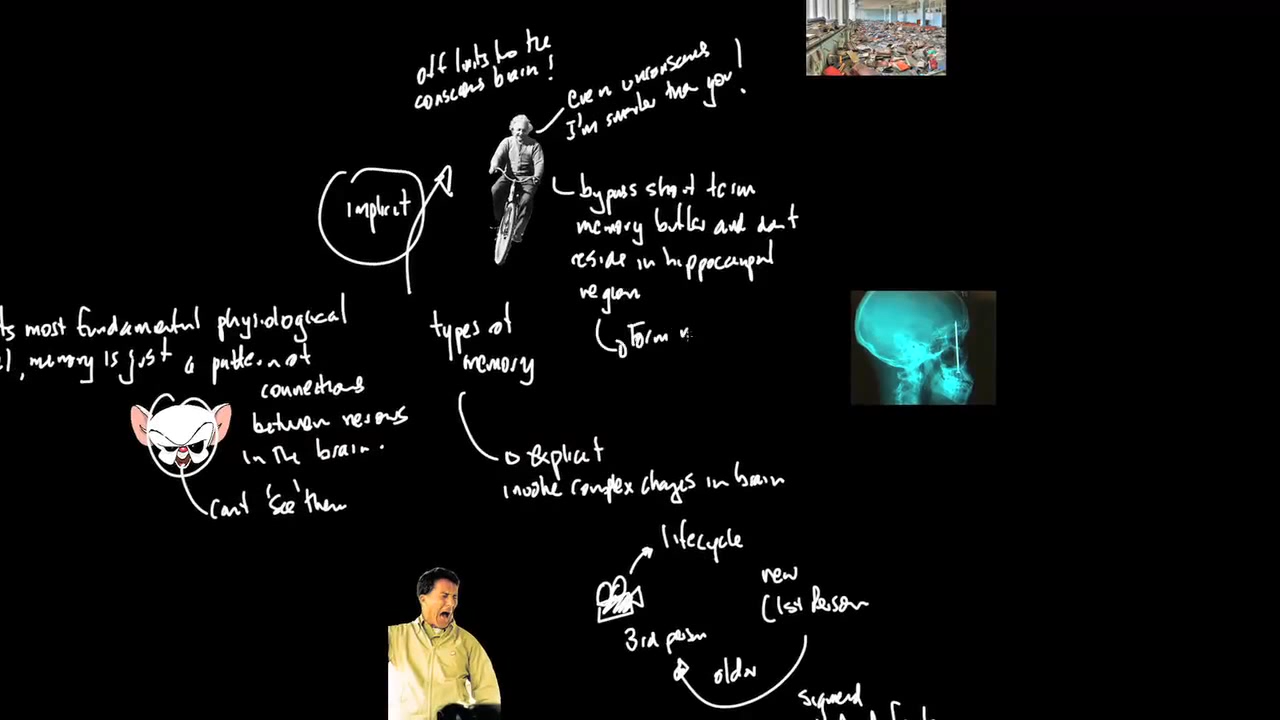 off limits to the
conscious brain!
even unconscious
I'm smarter than you!
implicit
bypass short term
memory buffer and don't
reside in hippocampal
region
Form
types of
memory
ts most fundamental physiological
l, memory is just a pattern of
connections
between neurons
in the brain.
can't 'see' them
explicit
involve complex changes in brain
lifecycle
new
(1st Person
3rd person
older